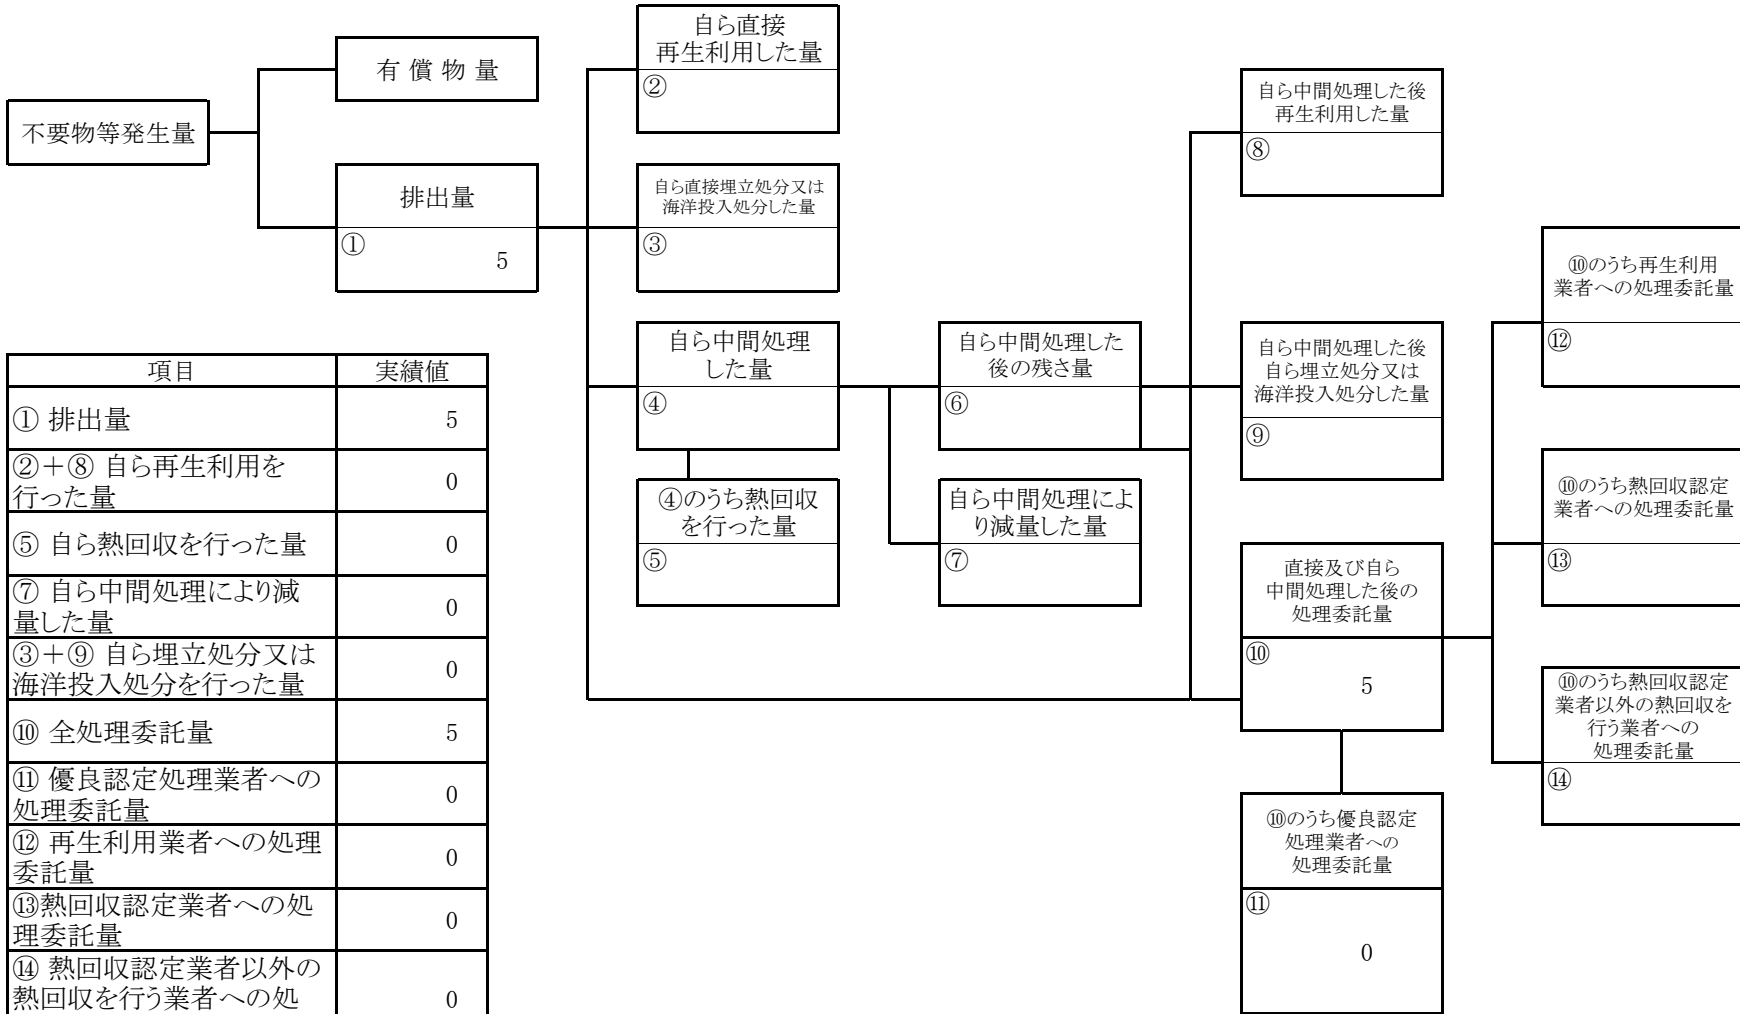 不要物等発生量
有 償 物 量
排出量
①
5
自ら直接
再生利用した量
②
自ら直接埋立処分又は
海洋投入処分した量
③
自ら中間処理
した量
④
④のうち熱回収
を行った量
⑤
自ら中間処理した
後の残さ量
⑥
自ら中間処理によ
り減量した量
⑦
自ら中間処理した後
再生利用した量
⑧
自ら中間処理した後
自ら埋立処分又は
海洋投入処分した量
⑨
直接及び自ら
中間処理した後の
処理委託量
⑩
5
⑩のうち優良認定
処理業者への
処理委託量
⑪
0
⑩のうち再生利用
業者への処理委託量
⑫
⑩のうち熱回収認定
業者への処理委託量
⑬
⑩のうち熱回収認定
業者以外の熱回収を
行う業者への
処理委託量
⑭
項目 実績値
① 排出量 5
②＋⑧ 自ら再生利用を
行った量 0
⑤ 自ら熱回収を行った量 0
⑦ 自ら中間処理により減
量した量 0
③＋⑨ 自ら埋立処分又は
海洋投入処分を行った量 0
⑩ 全処理委託量 5
⑪ 優良認定処理業者への
処理委託量 0
⑫ 再生利用業者への処理
委託量 0
⑬熱回収認定業者への処
理委託量 0
⑭ 熱回収認定業者以外の
熱回収を行う業者への処 0